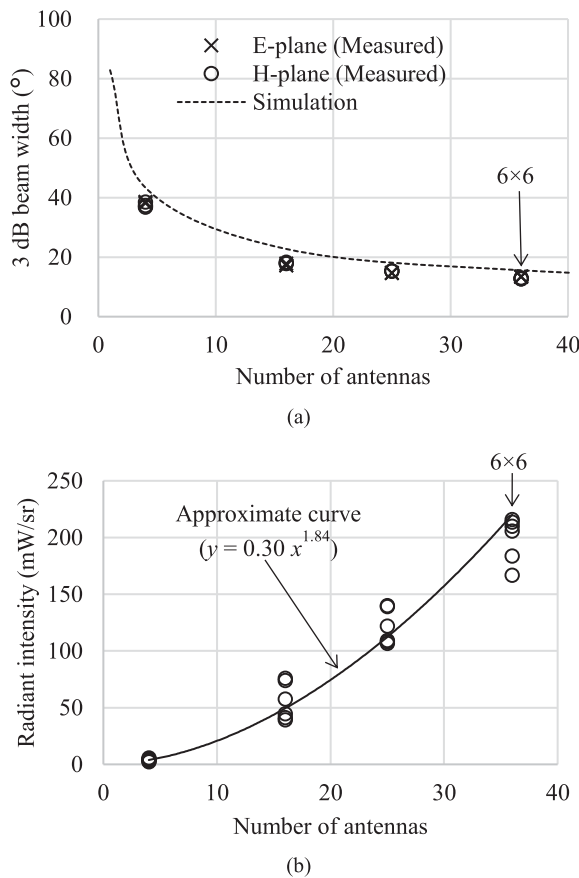 100
80
60
40
20
0
3 dB beam width (°)
E-plane (Measured)
H-plane (Measured)
Simulation
6×6
0
10
20
30
40
Number of antennas
(a)
250
200
150
100
50
0
Radiant intensity (mW/sr)
6×6
Approximate curve
(y = 0.30 x^1.84)
0
10
20
30
40
Number of antennas
(b)